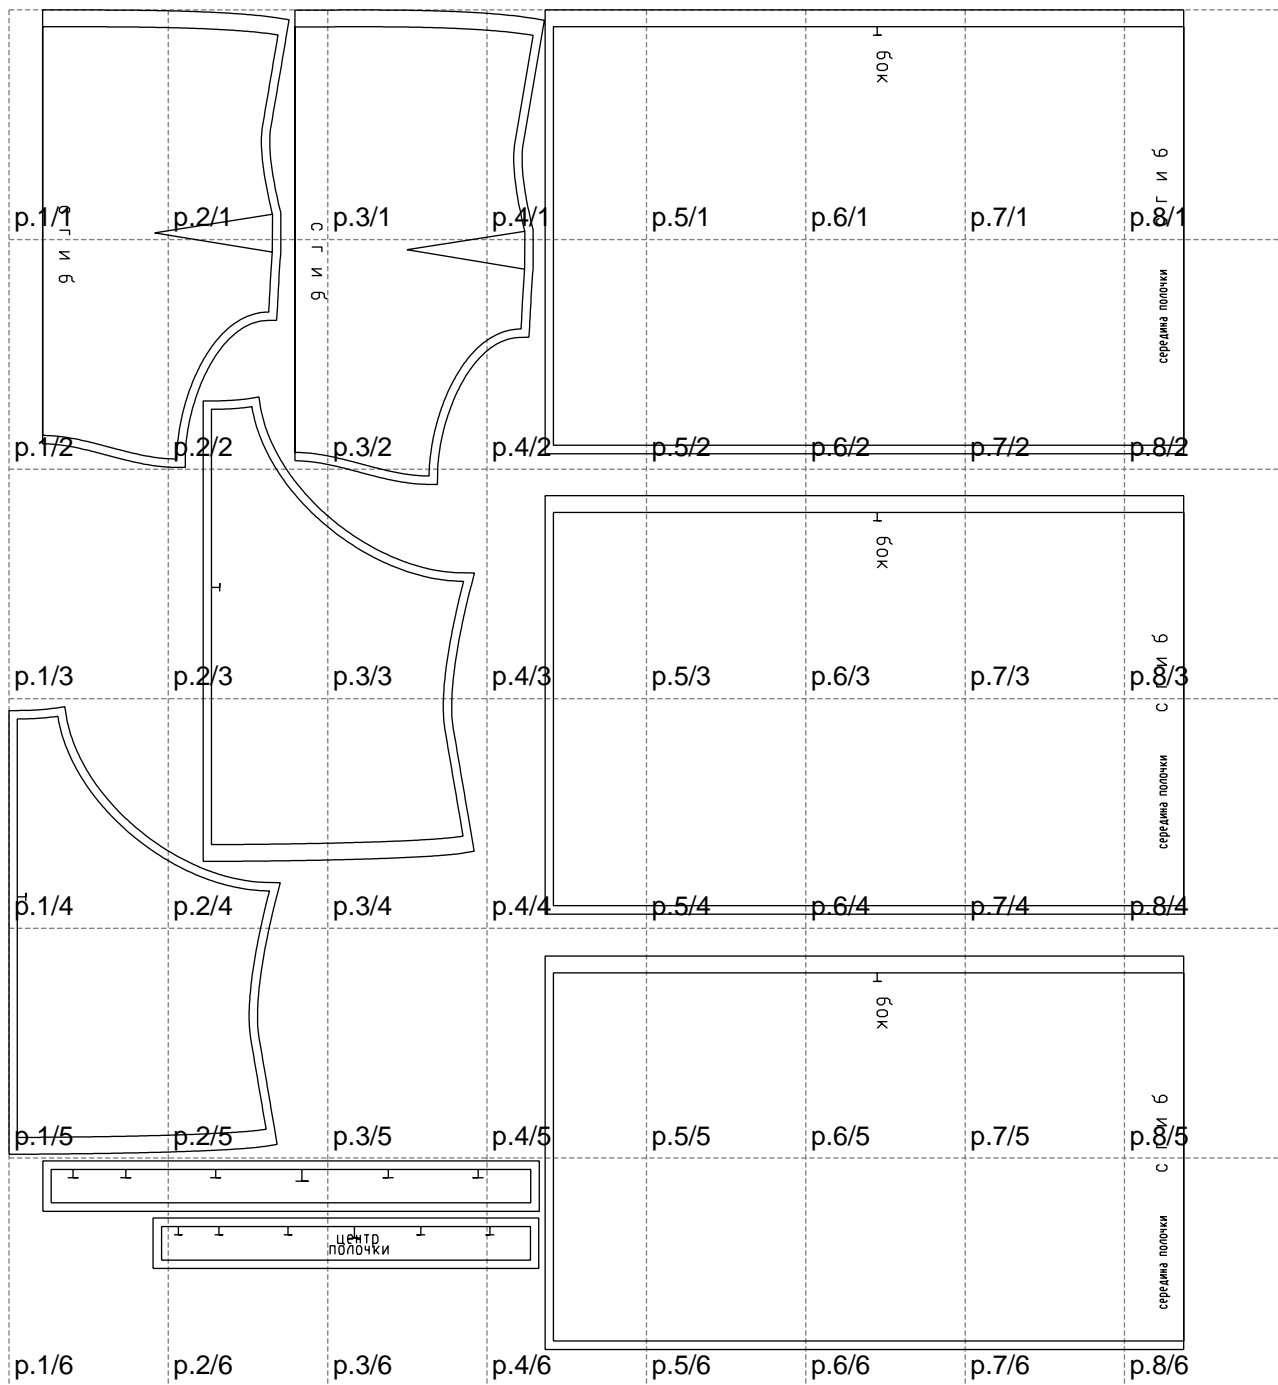 бок
сгиб
p.1/1 p.2/1 p.3/1 p.4/1 p.5/1 p.6/1 p.7/1 p.8/1
сгиб
сгиб
середина полочки
p.1/2 p.2/2 p.3/2 p.4/2 p.5/2 p.6/2 p.7/2 p.8/2
бок
сгиб
p.1/3 p.2/3 p.3/3 p.4/3 p.5/3 p.6/3 p.7/3 p.8/3
середина полочки
p.1/4 p.2/4 p.3/4 p.4/4 p.5/4 p.6/4 p.7/4 p.8/4
бок
сгиб
p.1/5 p.2/5 p.3/5 p.4/5 p.5/5 p.6/5 p.7/5 p.8/5
середина полочки
центр
полочки
p.1/6 p.2/6 p.3/6 p.4/6 p.5/6 p.6/6 p.7/6 p.8/6